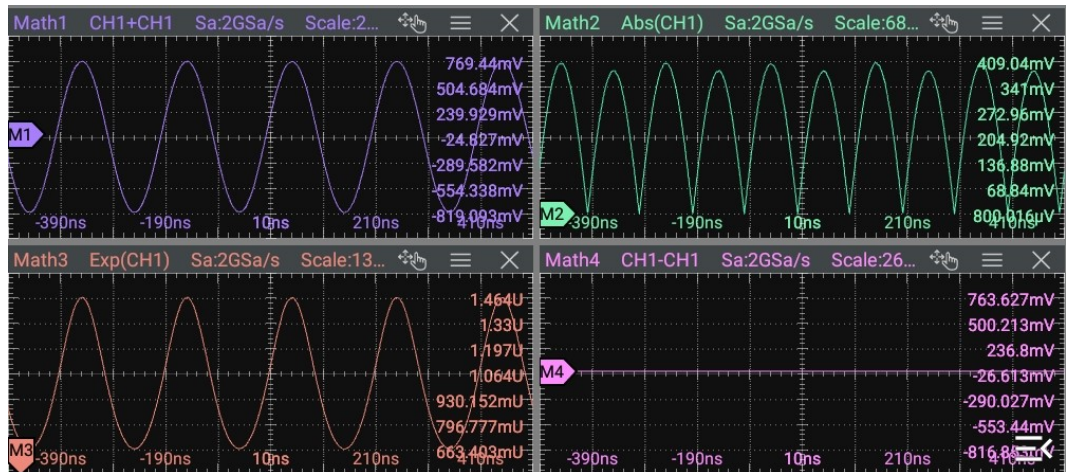 Math1 CH1+CH1 Sa:2GSa/s Scale:2...
769.44mV
504.684mV
239.929mV
M1
-24.827mV
-289.582mV
-554.338mV
-819.093mV
-390ns -190ns 10ns 210ns 410ns
Math2 Abs(CH1) Sa:2GSa/s Scale:68...
409.04mV
341mV
272.96mV
204.92mV
136.88mV
68.84mV
M2 800.016µV
-390ns -190ns 10ns 210ns 410ns
Math3 Exp(CH1) Sa:2GSa/s Scale:13...
1.464U
1.33U
1.197U
1.064U
930.152mU
796.777mU
M3 663.403mU
-390ns -190ns 10ns 210ns 410ns
Math4 CH1-CH1 Sa:2GSa/s Scale:26...
763.627mV
500.213mV
236.8mV
M4
-26.613mV
-290.027mV
-553.44mV
-390ns -190ns 10ns 210ns 410ns